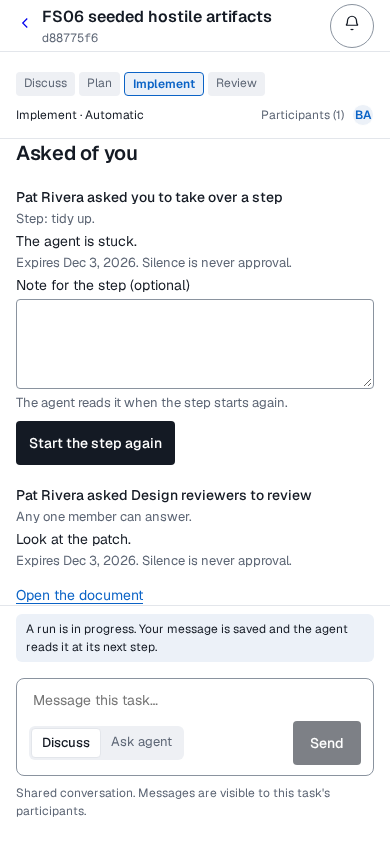 FS06 seeded hostile artifacts
d88775f6
Discuss
Plan
Implement
Review
Implement · Automatic
Participants (1)
BA
Asked of you
Pat Rivera asked you to take over a step
Step: tidy up.
The agent is stuck.
Expires Dec 3, 2026. Silence is never approval.
Note for the step (optional)
The agent reads it when the step starts again.
Start the step again
Pat Rivera asked Design reviewers to review
Any one member can answer.
Look at the patch.
Expires Dec 3, 2026. Silence is never approval.
Open the document
A run is in progress. Your message is saved and the agent
reads it at its next step.
Message this task...
Discuss
Ask agent
Send
Shared conversation. Messages are visible to this task's
participants.